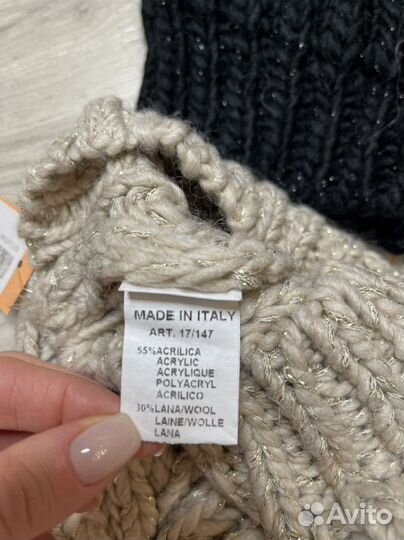 MADE IN ITALY
ART. 17/147
55%ACRILICA
ACRYLIC
ACRYLIQUE
POLYACRYL
ACRILICO
30%LANA/WOOL
LAINE/WOLLE
LANA
Avito